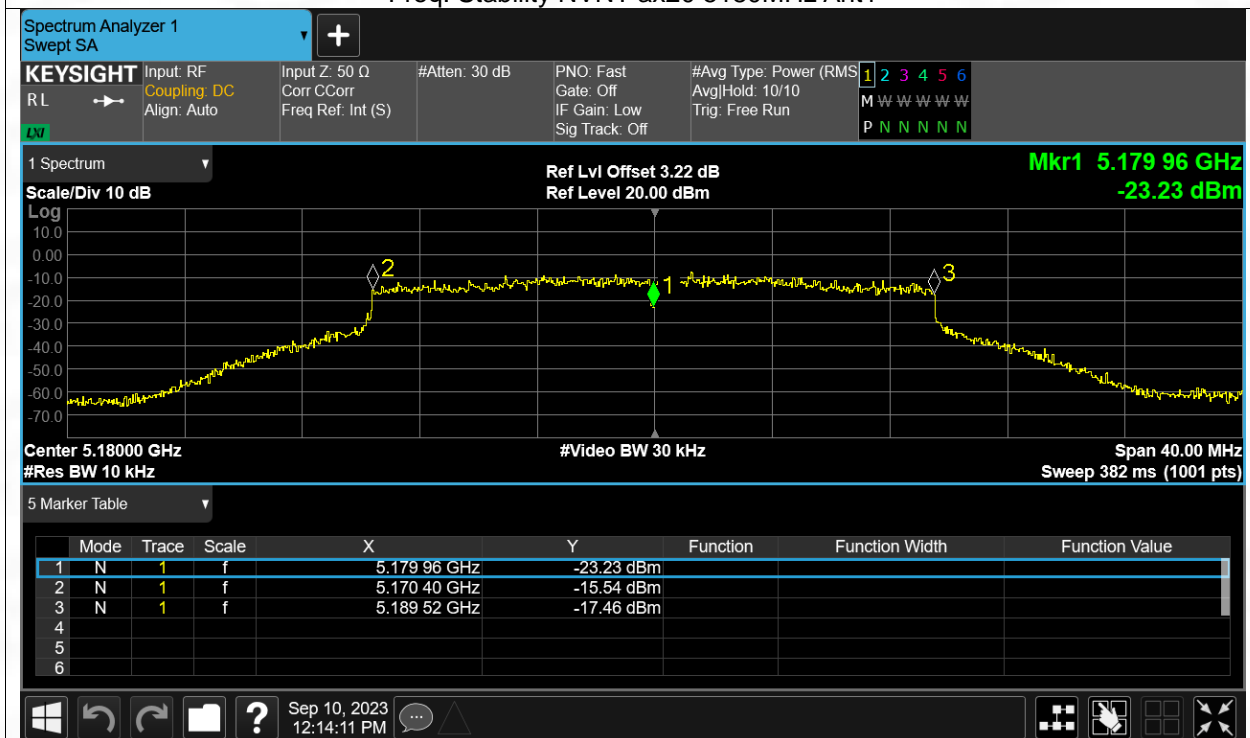 Spectrum Analyzer 1
Swept SA
KEYSIGHT
RL
LXI
Input: RF
Coupling: DC
Align: Auto
Input Z: 50 Ω
Corr CCorr
Freq Ref: Int (S)
#Atten: 30 dB
PNO: Fast
Gate: Off
IF Gain: Low
Sig Track: Off
#Avg Type: Power (RMS
Avg|Hold: 10/10
Trig: Free Run
1 2 3 4 5 6
M W W W W W
P N N N N N
1 Spectrum
Scale/Div 10 dB
Ref Lvl Offset 3.22 dB
Ref Level 20.00 dBm
Mkr1 5.179 96 GHz
-23.23 dBm
Log
10.0
0.00
-10.0
-20.0
-30.0
-40.0
-50.0
-60.0
-70.0
2
1
3
Center 5.18000 GHz
#Res BW 10 kHz
#Video BW 30 kHz
Span 40.00 MHz
Sweep 382 ms (1001 pts)
5 Marker Table
Mode Trace Scale X Y Function Function Width Function Value
1 N 1 f 5.179 96 GHz -23.23 dBm
2 N 1 f 5.170 40 GHz -15.54 dBm
3 N 1 f 5.189 52 GHz -17.46 dBm
4
5
6
?
Sep 10, 2023
12:14:11 PM